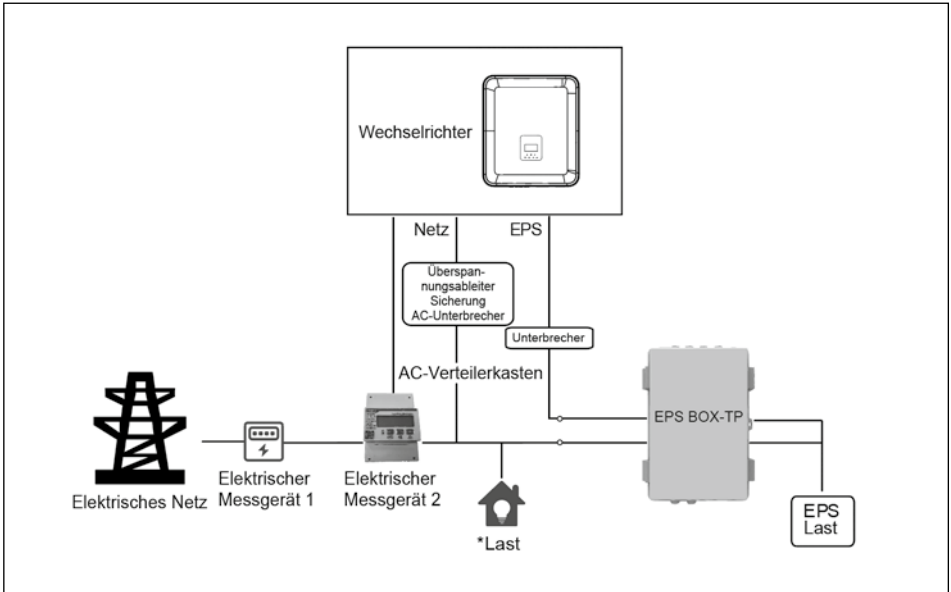 Wechselrichter
Netz
EPS
Überspan-
nungsableiter
Sicherung
AC-Unterbrecher
Unterbrecher
AC-Verteilerkasten
EPS BOX-TP
Elektrisches Netz
Elektrischer
Messgerät 1
Elektrischer
Messgerät 2
*Last
EPS
Last